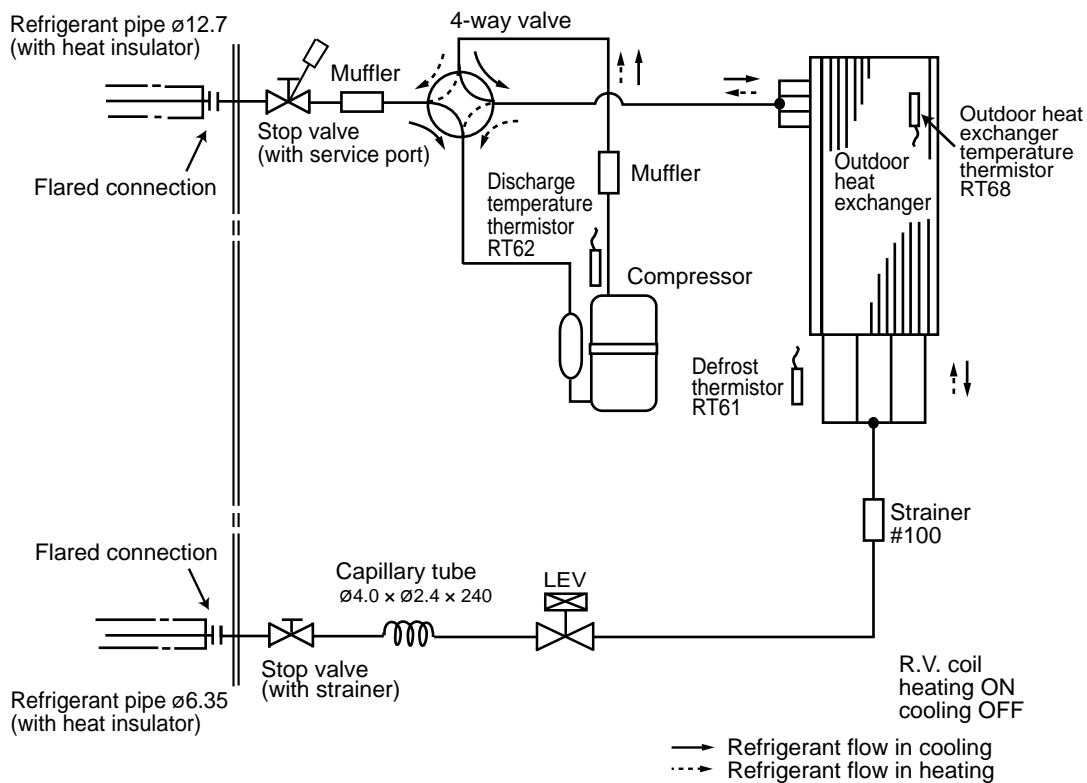 Refrigerant pipe ø12.7
(with heat insulator)
4-way valve
Muffler
Stop valve
(with service port)
Flared connection
Discharge
temperature
thermistor
RT62
Muffler
Compressor
Outdoor
heat
exchanger
Outdoor heat
exchanger
temperature
thermistor
RT68
Defrost
thermistor
RT61
Strainer
#100
Flared connection
Capillary tube
ø4.0 × ø2.4 × 240
LEV
Stop valve
(with strainer)
Refrigerant pipe ø6.35
(with heat insulator)
R.V. coil
heating ON
cooling OFF
Refrigerant flow in cooling
Refrigerant flow in heating